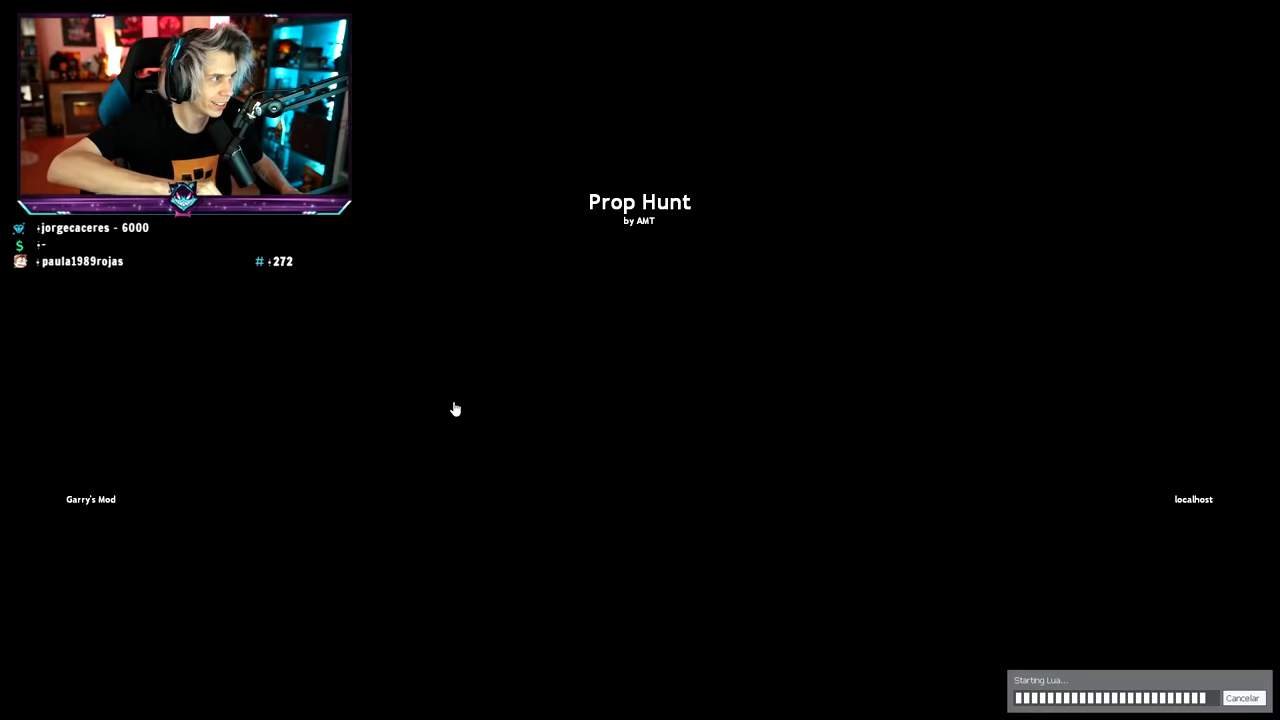 jorgecaceres - 6000
$ -
paula1989rojas # 272
Prop Hunt
by AMT
Garry's Mod
localhost
Starting Lua...
Cancelar